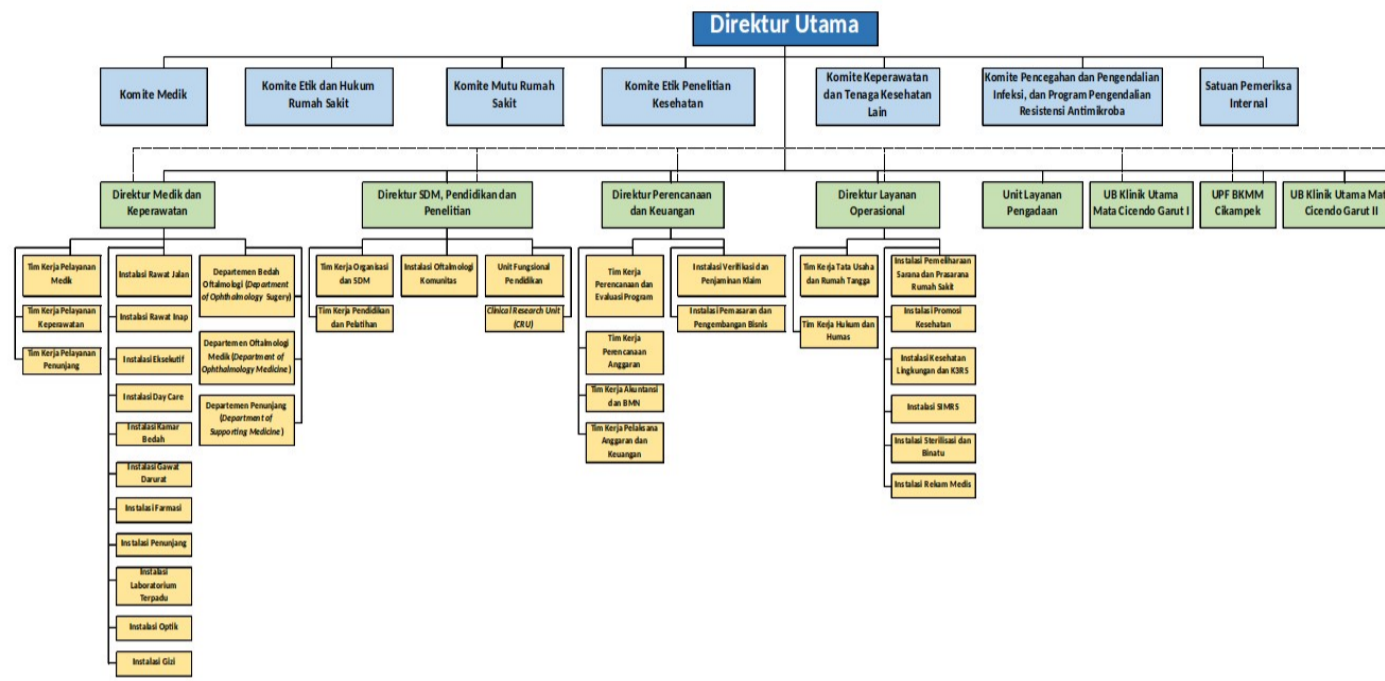 Direktur Utama
Komite Medik
Komite Etik dan Hukum
Rumah Sakit
Komite Mutu Rumah
Sakit
Komite Etik Penelitian
Kesehatan
Komite Keperawatan
dan Tenaga Kesehatan
Lain
Komite Pencegahan dan Pengendalian
Infeksi, dan Program Pengendalian
Resistensi Antimikroba
Satuan Pemeriksa
Internal
Direktur Medik dan
Keperawatan
Direktur SDM, Pendidikan dan
Penelitian
Direktur Perencanaan
dan Keuangan
Direktur Layanan
Operasional
Unit Layanan
Pengadaan
UB Klinik Utama
Mata Cicendo Garut I
UPF BKMM
Cikampek
UB Klinik Utama Mat
Cicendo Garut II
Tim Kerja Pelayanan
Medik
Tim Kerja Pelayanan
Keperawatan
Tim Kerja Pelayanan
Penunjang
Instalasi Rawat Jalan
Instalasi Rawat Inap
Instalasi Eksekutif
Instalasi Day Care
Instalasi Kamar
Bedah
Instalasi Gawat
Darurat
Instalasi Farmasi
Instalasi Penunjang
Instalasi
Laboratorium
Terpadu
Instalasi Optik
Instalasi Gizi
Departemen Bedah
Oftalmologi (Department
of Ophthalmology Sugery)
Departemen Oftalmologi
Medik (Department of
Ophthalmology Medicine)
Departemen Penunjang
(Department of
Supporting Medicine)
Tim Kerja Organisasi
dan SDM
Tim Kerja Pendidikan
dan Pelatihan
Instalasi Oftalmologi
Komunitas
Unit Fungsional
Pendidikan
Clinical Research Unit
(CRU)
Tim Kerja
Perencanaan dan
Evaluasi Program
Tim Kerja
Perencanaan
Anggaran
Tim Kerja Akuntansi
dan BMN
Tim Kerja Pelaksana
Anggaran dan
Keuangan
Instalasi Verifikasi dan
Penjaminan Klaim
Instalasi Pemasaran dan
Pengembangan Bisnis
Tim Kerja Tata Usaha
dan Rumah Tangga
Tim Kerja Hukum dan
Humas
Instalasi Pemeliharaan
Sarana dan Prasarana
Rumah Sakit
Instalasi Promosi
Kesehatan
Instalasi Kesehatan
Lingkungan dan K3RS
Instalasi SIMRS
Instalasi Sterilisasi dan
Binatu
Instalasi Rekam Medis